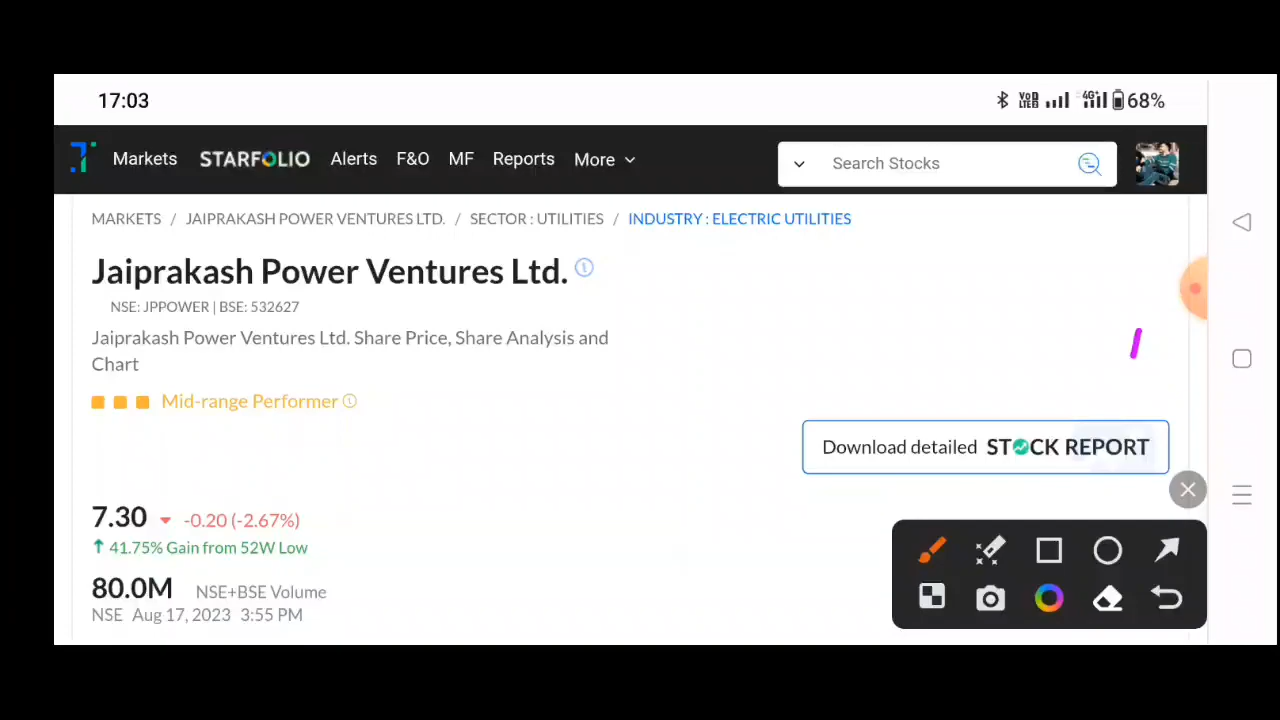 17:03 VoD LTED 4G+ 68%
Markets STARFOLIO Alerts F&O MF Reports More Search Stocks
MARKETS / JAIPRAKASH POWER VENTURES LTD. / SECTOR : UTILITIES / INDUSTRY : ELECTRIC UTILITIES
Jaiprakash Power Ventures Ltd.
NSE: JPPOWER | BSE: 532627
Jaiprakash Power Ventures Ltd. Share Price, Share Analysis and
Chart
Mid-range Performer
Download detailed STOCK REPORT
7.30 -0.20 (-2.67%)
41.75% Gain from 52W Low
80.0M NSE+BSE Volume
NSE Aug 17, 2023 3:55 PM